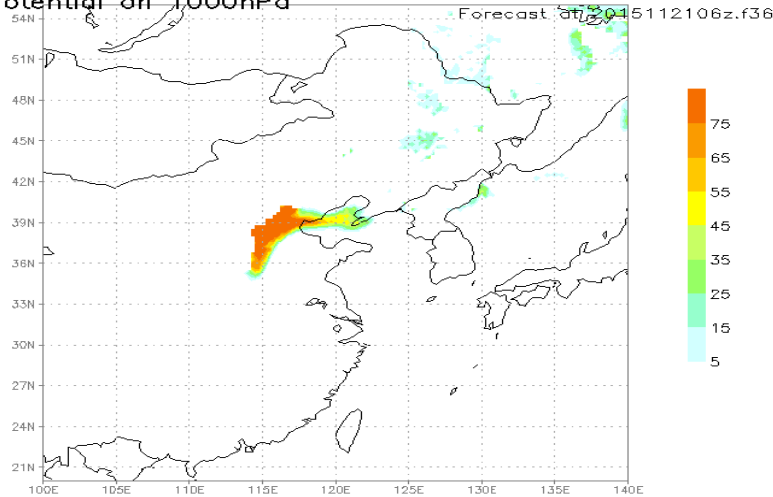 otential on 1000hPa
Forecast at 2015112106z.f36
54N
51N
48N
45N
42N
39N
36N
33N
30N
27N
24N
21N
100E 105E 110E 115E 120E 125E 130E 135E 140E
75
65
55
45
35
25
15
5